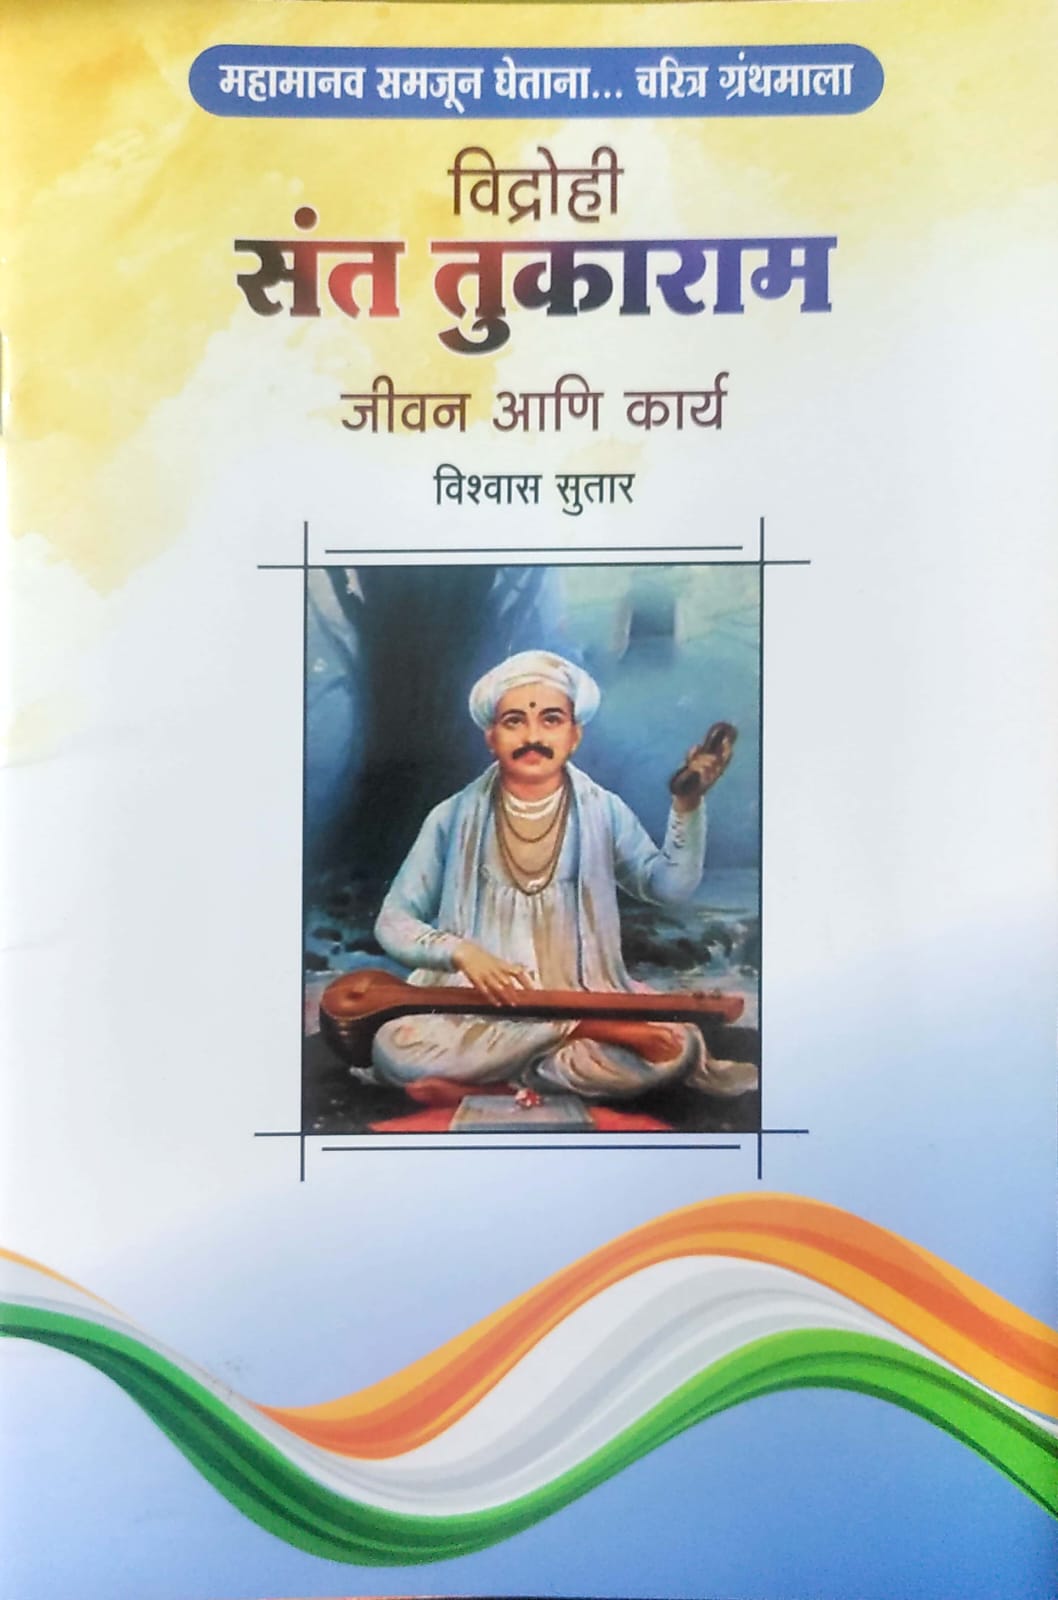 महामानव समजून घेताना... चरित्र ग्रंथमाला
विद्रोही
संत तुकाराम
जीवन आणि कार्य
विश्वास सुतार